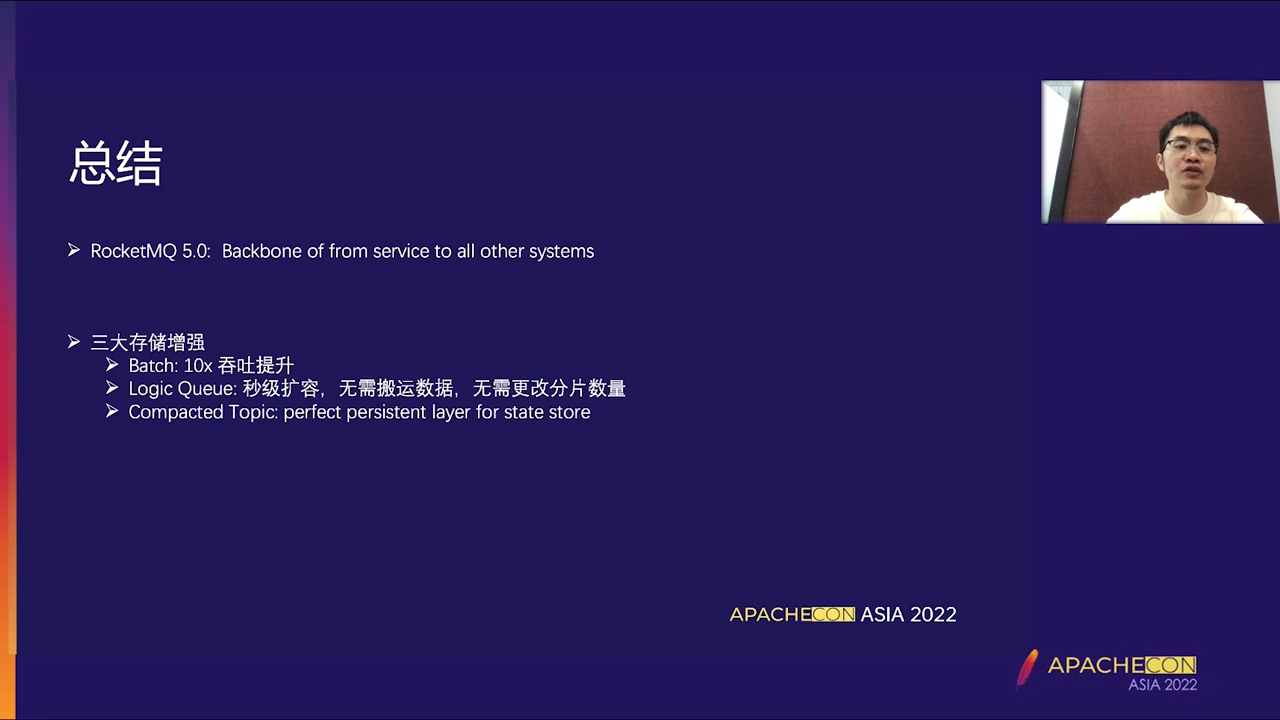 总结
RocketMQ 5.0: Backbone of from service to all other systems
三大存储增强
Batch: 10x 吞吐提升
Logic Queue: 秒级扩容，无需搬运数据，无需更改分片数量
Compacted Topic: perfect persistent layer for state store
APACHECON ASIA 2022
APACHECON
ASIA 2022